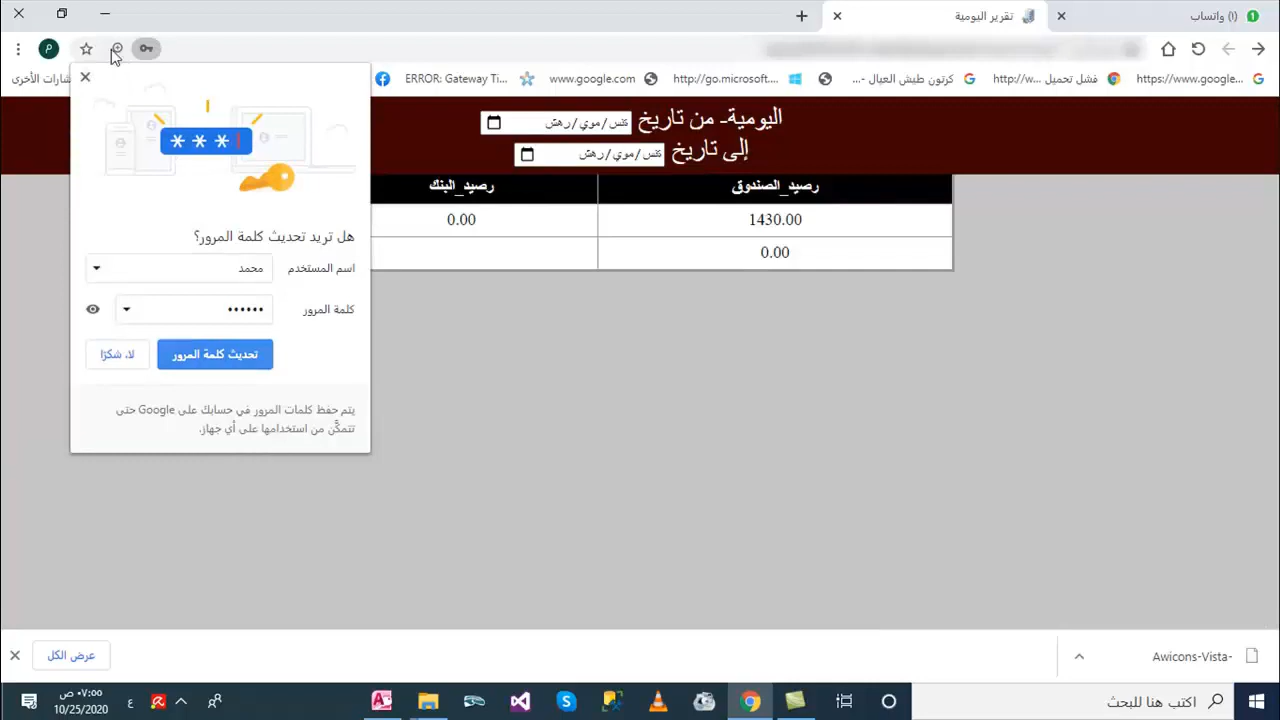 (١) واتساب
تقرير اليومية
P
https://www.google...
فشل تحميل ...http://w
كرتون طيش العيال -...
http://go.microsoft....
www.google.com
ERROR: Gateway Ti...
شارات الأخرى
اليومية- من تاريخ
إلى تاريخ
رصيد_الصندوق
رصيد_البنك
1430.00
0.00
0.00
هل تريد تحديث كلمة المرور؟
اسم المستخدم
محمد
كلمة المرور
••••••
تحديث كلمة المرور
لا، شكرًا
يتم حفظ كلمات المرور في حسابك على Google حتى
تتمكَّن من استخدامها على أي جهاز.
Awicons-Vista-
عرض الكل
اكتب هنا للبحث
ع
٠٧:٥٥ ص
10/25/2020